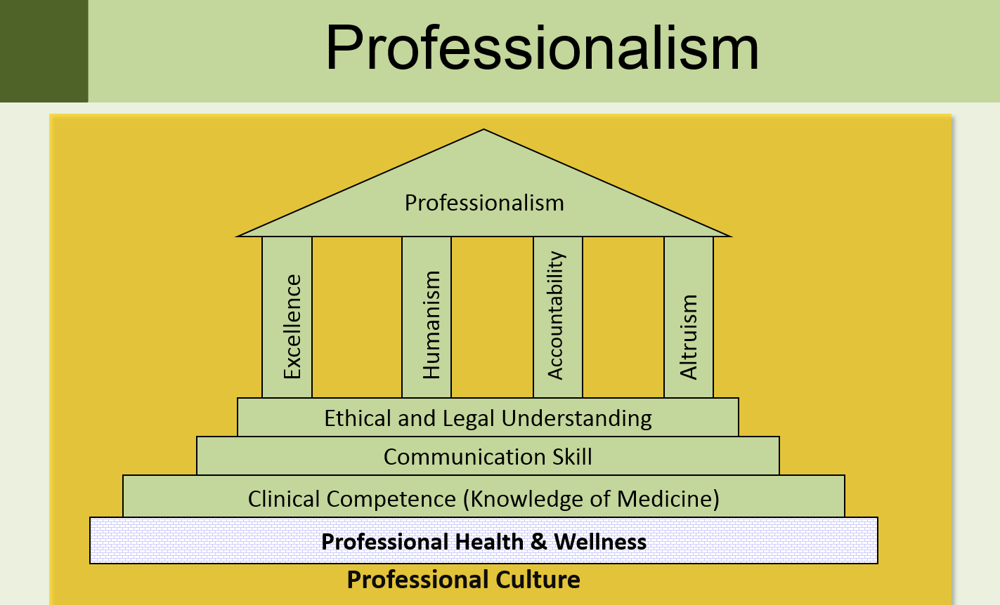 Professionalism
Professionalism
Excellence
Humanism
Accountability
Altruism
Ethical and Legal Understanding
Communication Skill
Clinical Competence (Knowledge of Medicine)
Professional Health & Wellness
Professional Culture